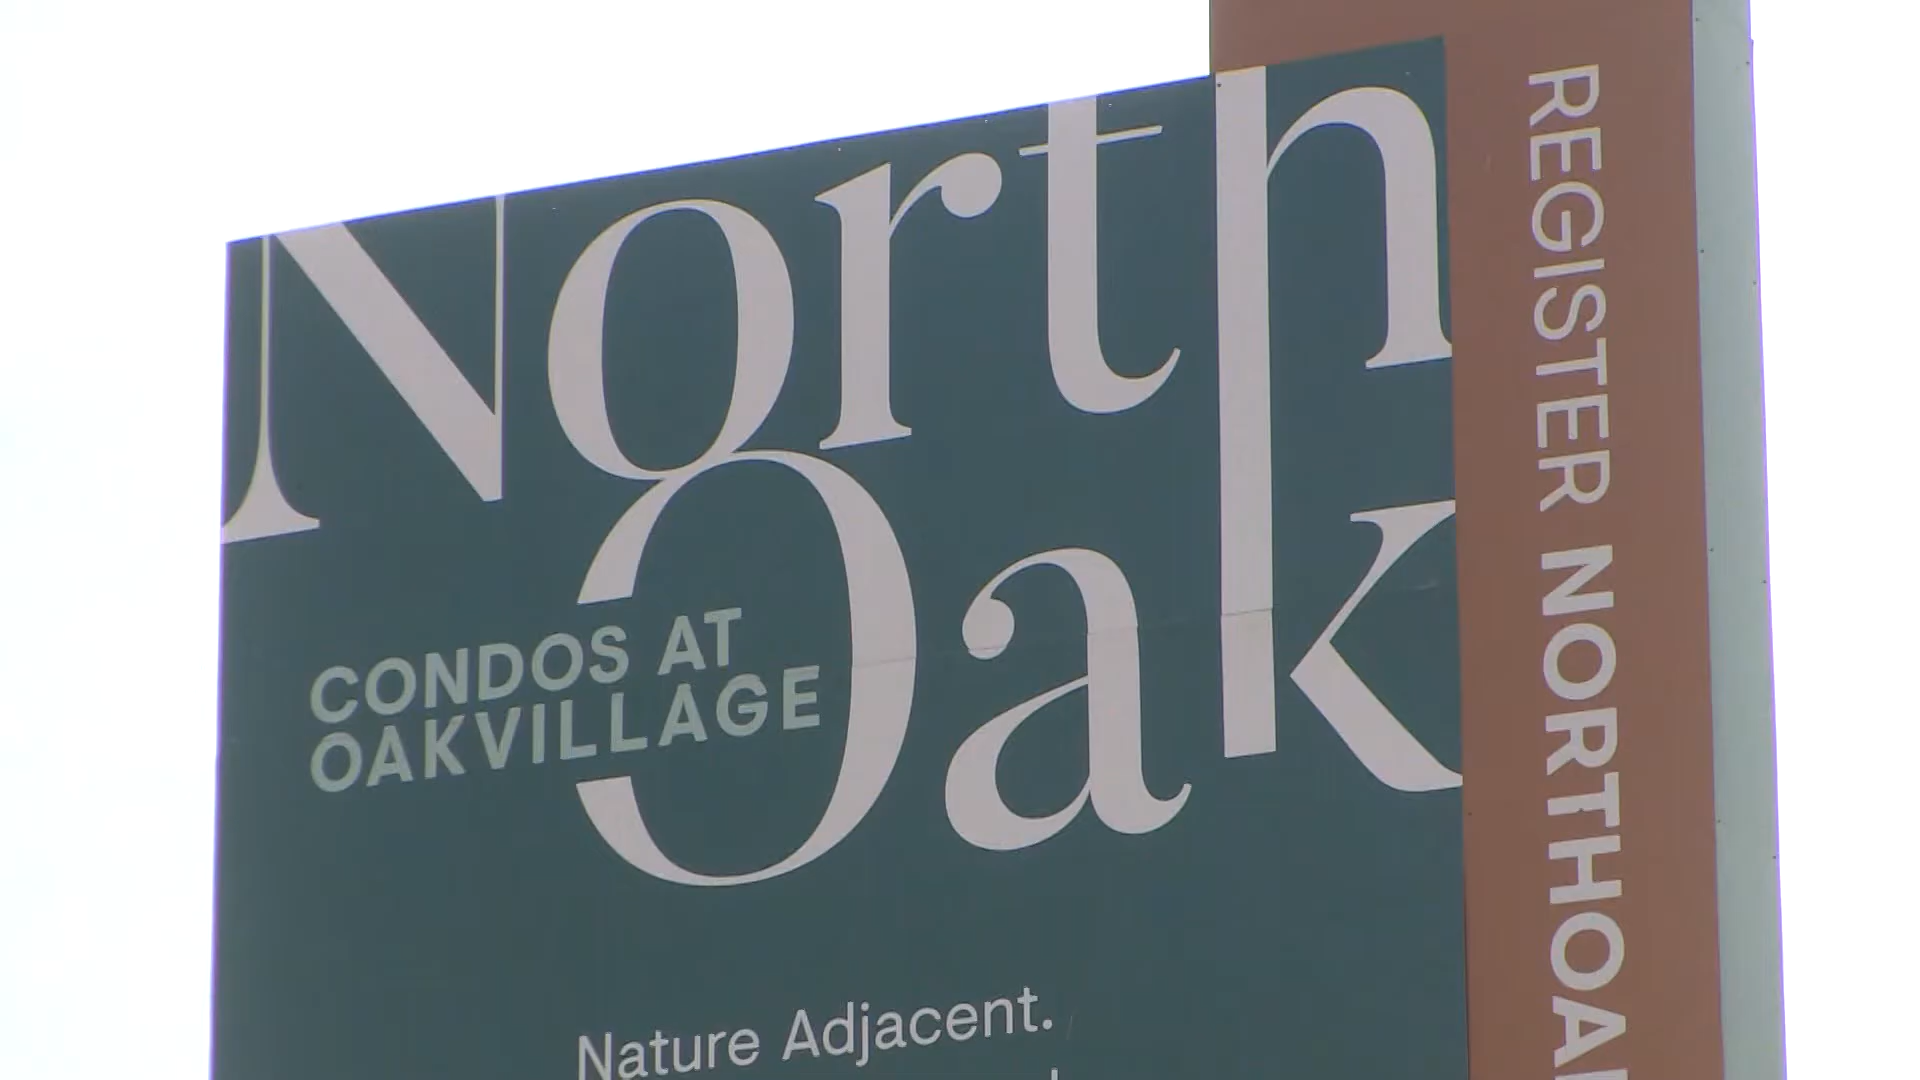 North
Oak
CONDOS AT
OAKVILLAGE
Nature Adjacent.
REGISTER NORTHOA